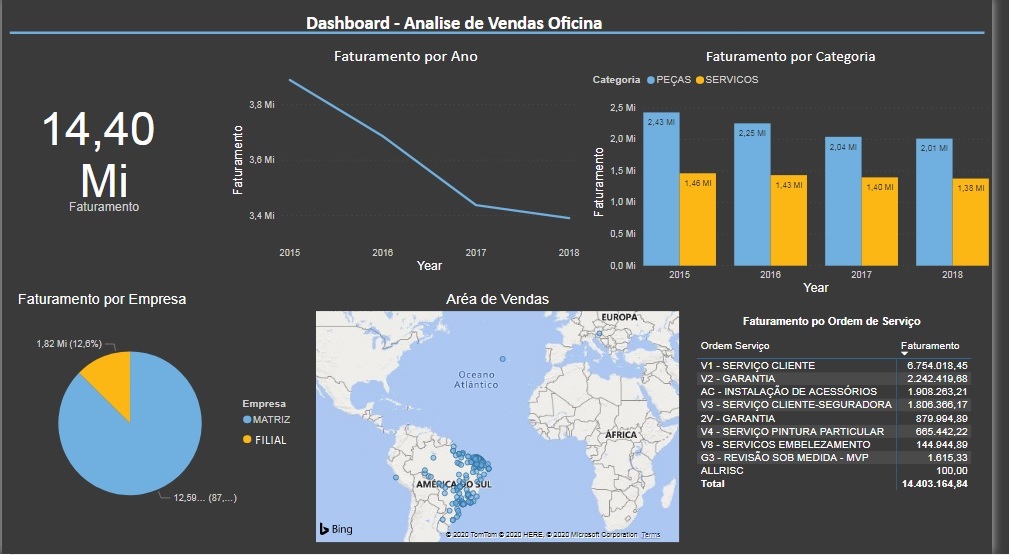 Dashboard - Analise de Vendas Oficina
14,40
Mi
Faturamento
Faturamento por Ano
Faturamento
3,8 Mi
3,6 Mi
3,4 Mi
2015
2016
2017
2018
Year
Faturamento por Categoria
Categoria PEÇAS SERVICOS
Faturamento
2,5 Mi
2,0 Mi
1,5 Mi
1,0 Mi
0,5 Mi
0,0 Mi
2,43 MI
1,46 MI
2,25 MI
1,43 MI
2,04 MI
1,40 MI
2,01 MI
1,38 MI
2015
2016
2017
2018
Year
Faturamento por Empresa
1,82 Mi (12,6%)
12,59... (87,...)
Empresa
MATRIZ
FILIAL
Aréa de Vendas
EUROPA
Oceano
Atlântico
ÁFRICA
AMÉRICA DO SUL
Bing
© 2020 TomTom © 2020 HERE, © 2020 Microsoft Corporation Terms
Faturamento po Ordem de Serviço
Ordem Serviço Faturamento
V1 - SERVIÇO CLIENTE 6.754.018,45
V2 - GARANTIA 2.242.419,68
AC - INSTALAÇÃO DE ACESSÓRIOS 1.908.263,21
V3 - SERVIÇO CLIENTE-SEGURADORA 1.806.366,17
2V - GARANTIA 879.994,89
V4 - SERVIÇO PINTURA PARTICULAR 665.442,22
V8 - SERVICOS EMBELEZAMENTO 144.944,89
G3 - REVISÃO SOB MEDIDA - MVP 1.615,33
ALLRISC 100,00
Total 14.403.164,84